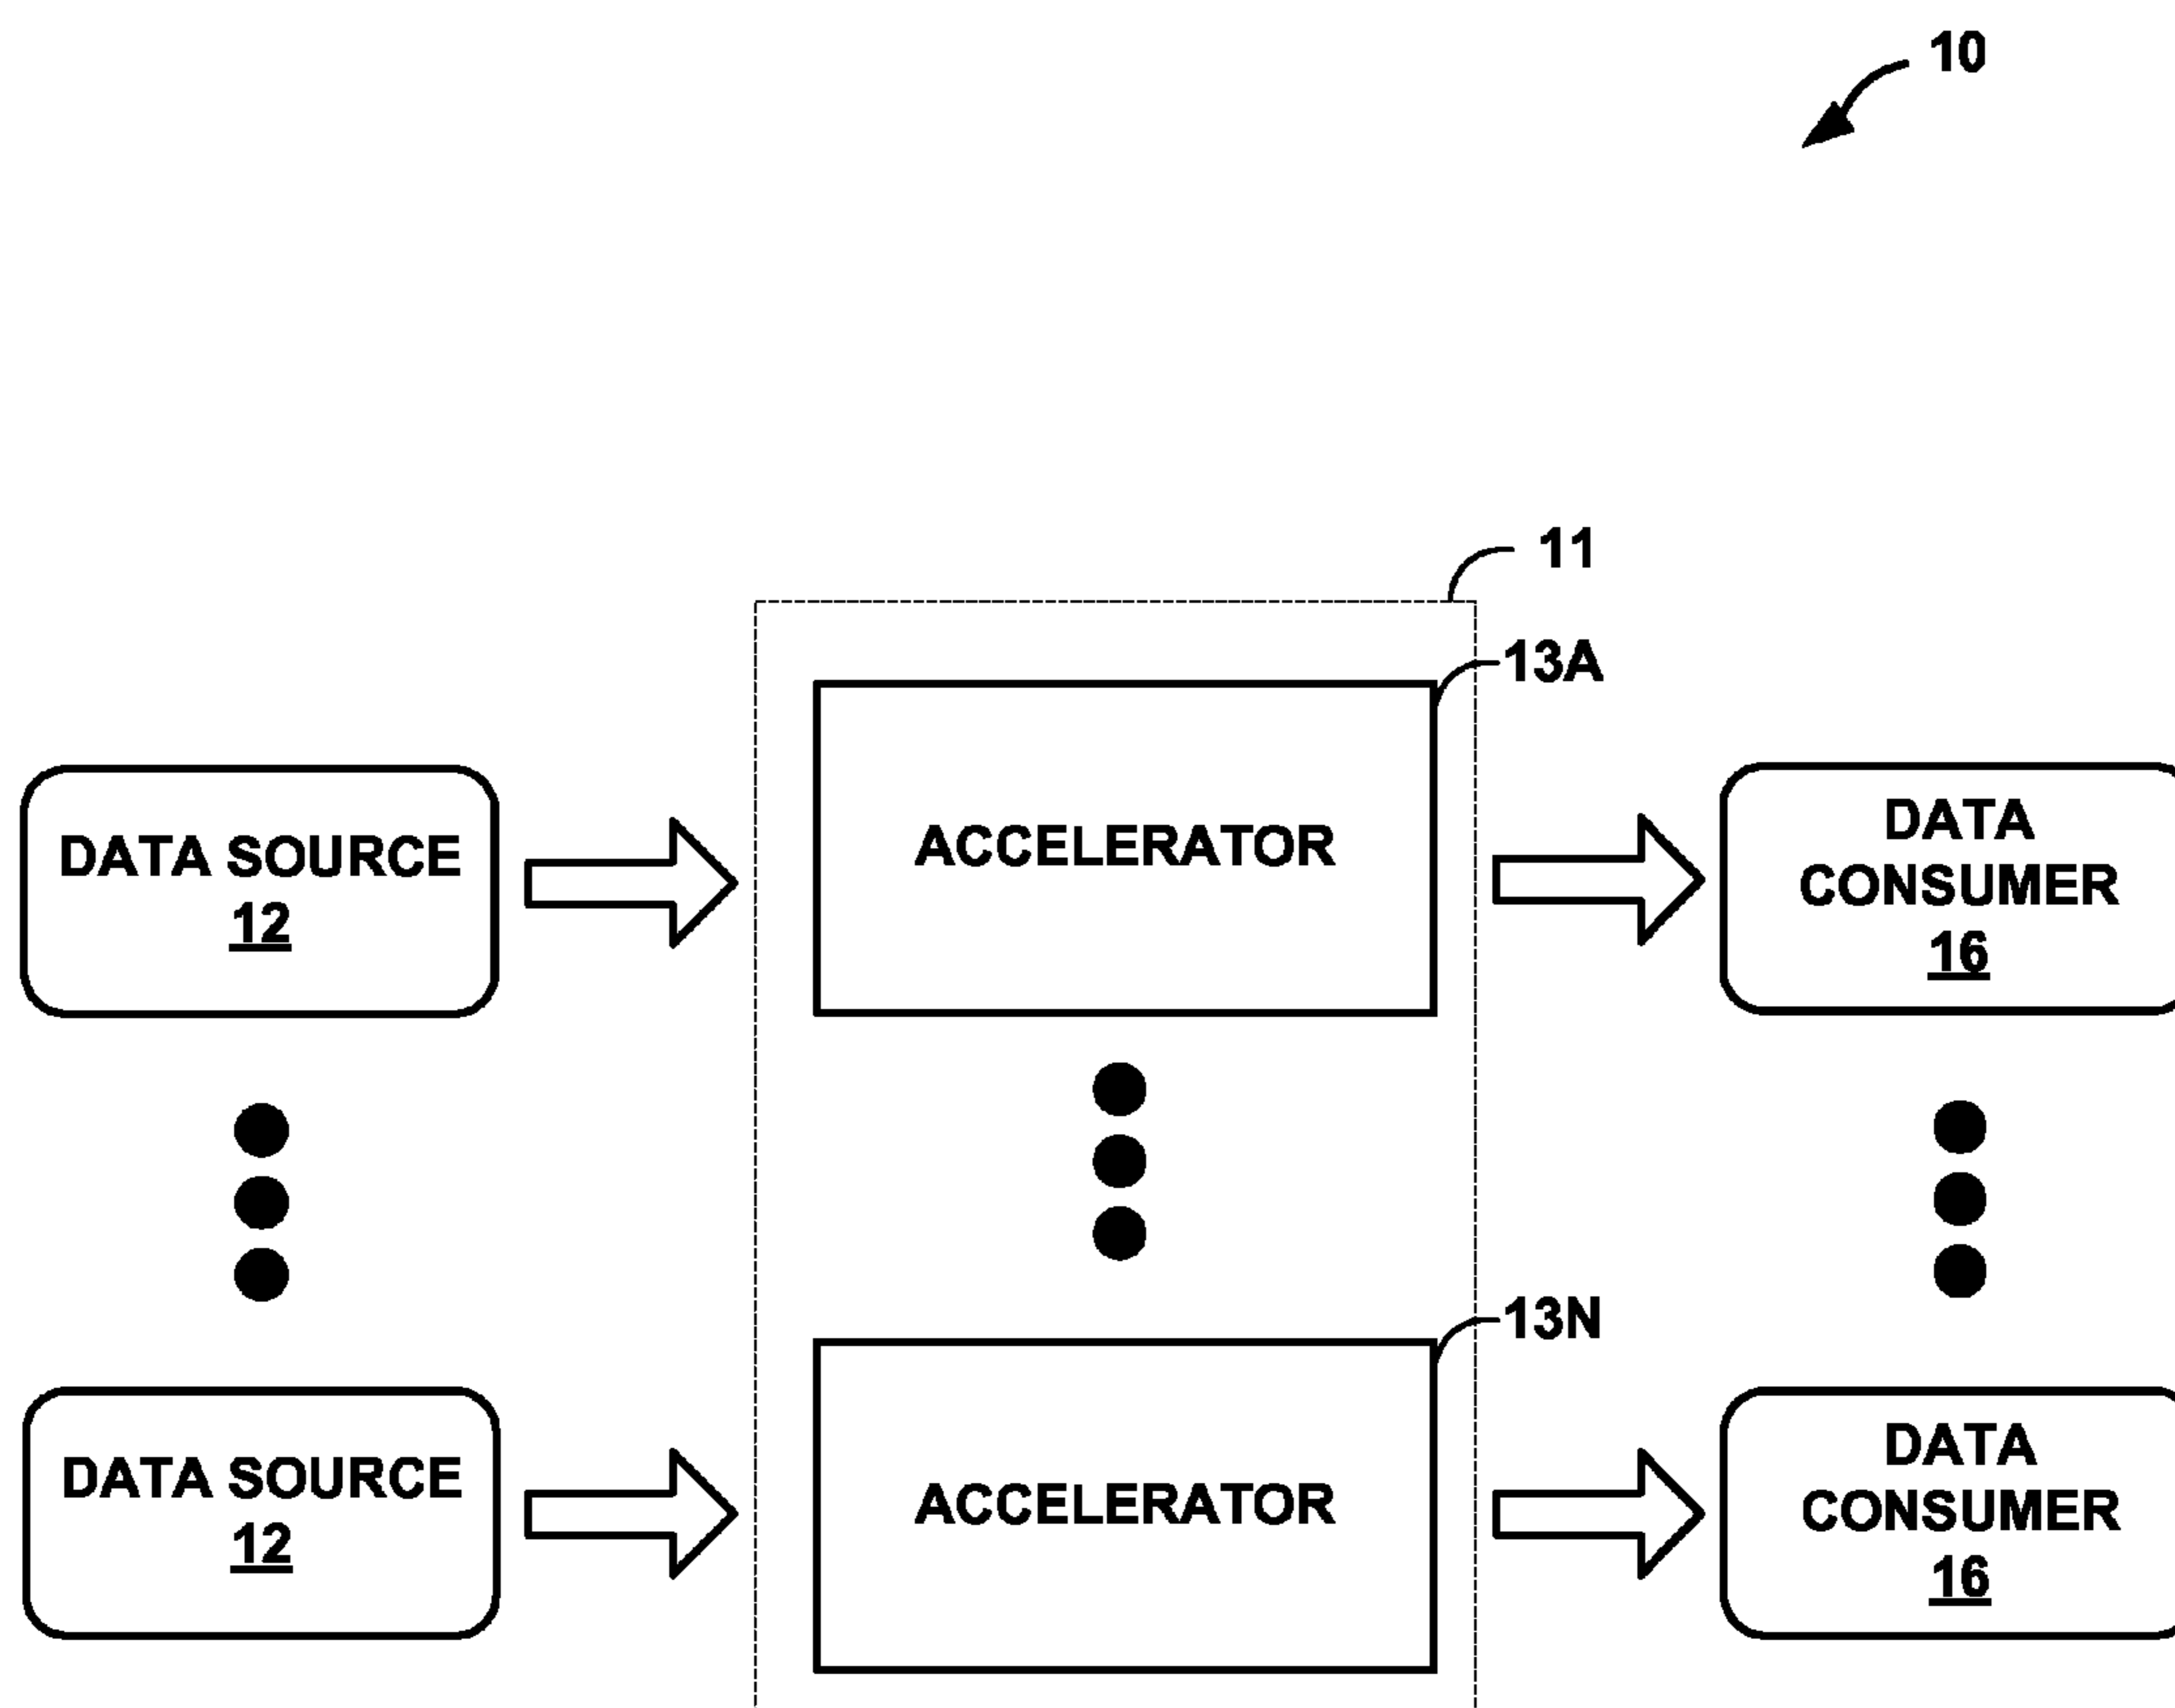 10
11
13A
DATA SOURCE
12
ACCELERATOR
DATA
CONSUMER
16
13N
DATA SOURCE
12
ACCELERATOR
DATA
CONSUMER
16